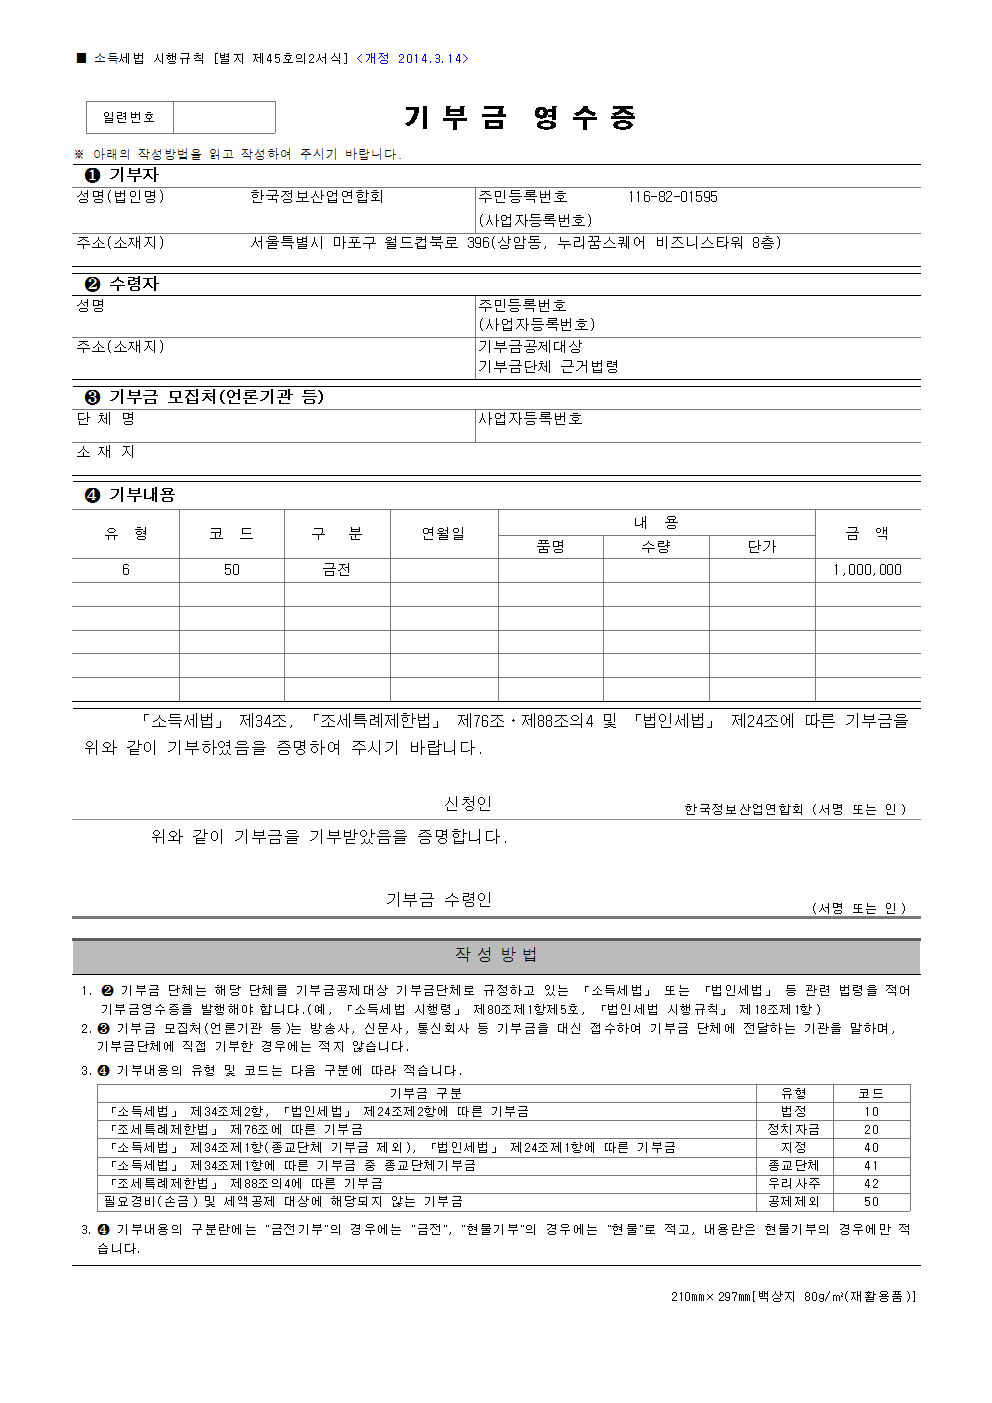 ■ 소득세법 시행규칙 [별지 제45호의2서식] <개정 2014.3.14>
일련번호
기 부 금 영 수 증
※ 아래의 작성방법을 읽고 작성하여 주시기 바랍니다.
❶ 기부자
성명(법인명) 한국정보산업연합회 주민등록번호 116-82-01595
(사업자등록번호)
주소(소재지) 서울특별시 마포구 월드컵북로 396(상암동, 누리꿈스퀘어 비즈니스타워 8층)
❷ 수령자
성명 주민등록번호
(사업자등록번호)
주소(소재지) 기부금공제대상
기부금단체 근거법령
❸ 기부금 모집처(언론기관 등)
단 체 명 사업자등록번호
소 재 지
❹ 기부내용
유 형 코 드 구 분 연월일 내 용 금 액
품명 수량 단가
6 50 금전 1,000,000
「소득세법」 제34조, 「조세특례제한법」 제76조·제88조의4 및 「법인세법」 제24조에 따른 기부금을
위와 같이 기부하였음을 증명하여 주시기 바랍니다.
신청인 한국정보산업연합회 (서명 또는 인)
위와 같이 기부금을 기부받았음을 증명합니다.
기부금 수령인 (서명 또는 인)
작 성 방 법
1. ❷ 기부금 단체는 해당 단체를 기부금공제대상 기부금단체로 규정하고 있는 「소득세법」 또는 「법인세법」 등 관련 법령을 적어
기부금영수증을 발행해야 합니다.(예, 「소득세법 시행령」 제80조제1항제5호, 「법인세법 시행규칙」 제18조제1항)
2. ❸ 기부금 모집처(언론기관 등)는 방송사, 신문사, 통신회사 등 기부금을 대신 접수하여 기부금 단체에 전달하는 기관을 말하며,
기부금단체에 직접 기부한 경우에는 적지 않습니다.
3. ❹ 기부내용의 유형 및 코드는 다음 구분에 따라 적습니다.
기부금 구분 유형 코드
「소득세법」 제34조제2항, 「법인세법」 제24조제2항에 따른 기부금 법정 10
「조세특례제한법」 제76조에 따른 기부금 정치자금 20
「소득세법」 제34조제1항(종교단체 기부금 제외), 「법인세법」 제24조제1항에 따른 기부금 지정 40
「소득세법」 제34조제1항에 따른 기부금 중 종교단체기부금 종교단체 41
「조세특례제한법」 제88조의4에 따른 기부금 우리사주 42
필요경비(손금)및 세액공제 대상에 해당되지 않는 기부금 공제제외 50
3. ❹ 기부내용의 구분란에는 "금전기부"의 경우에는 "금전", "현물기부"의 경우에는 "현물"로 적고, 내용란은 현물기부의 경우에만 적
습니다.
210㎜×297㎜[백상지 80g/㎡(재활용품)]